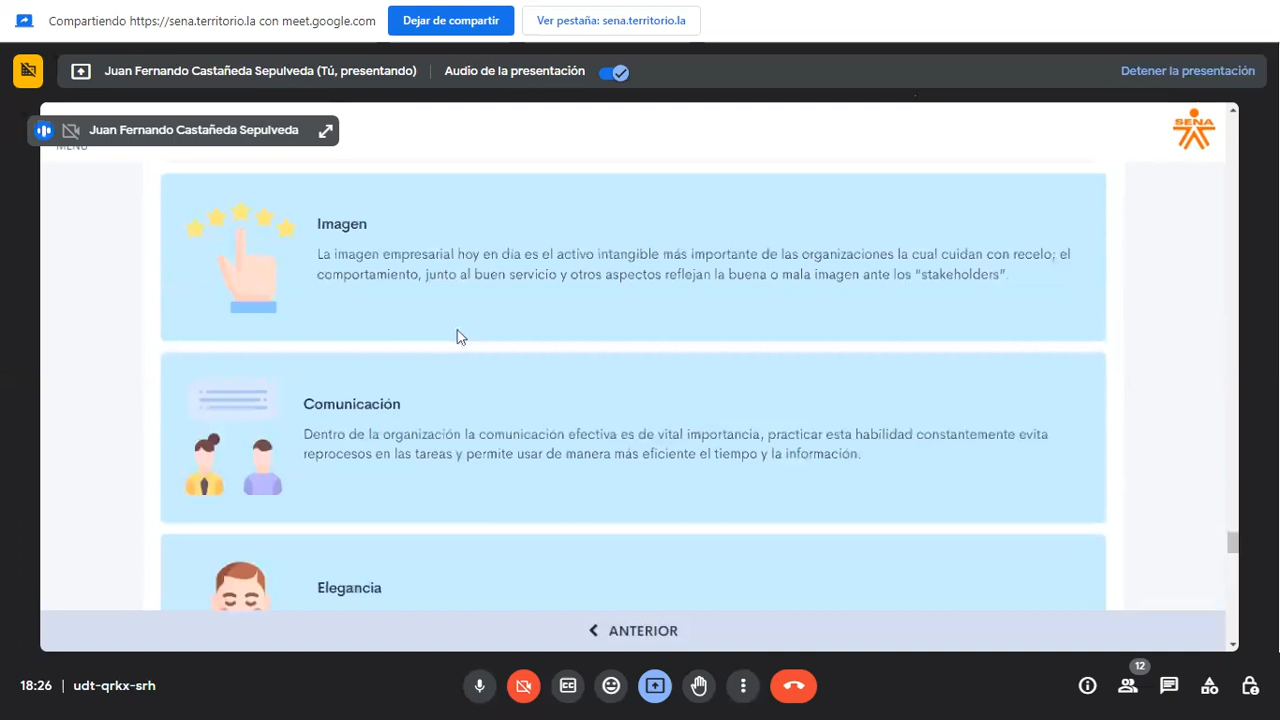 Compartiendo https://sena.territorio.la con meet.google.com
Dejar de compartir
Ver pestaña: sena.territorio.la
Juan Fernando Castañeda Sepulveda (Tú, presentando)
Audio de la presentación
Detener la presentación
Juan Fernando Castañeda Sepulveda
MENÚ
SENA
Imagen
La imagen empresarial hoy en día es el activo intangible más importante de las organizaciones la cual cuidan con recelo; el
comportamiento, junto al buen servicio y otros aspectos reflejan la buena o mala imagen ante los “stakeholders”.
Comunicación
Dentro de la organización la comunicación efectiva es de vital importancia, practicar esta habilidad constantemente evita
reprocesos en las tareas y permite usar de manera más eficiente el tiempo y la información.
Elegancia
ANTERIOR
18:26 | udt-qrkx-srh
12